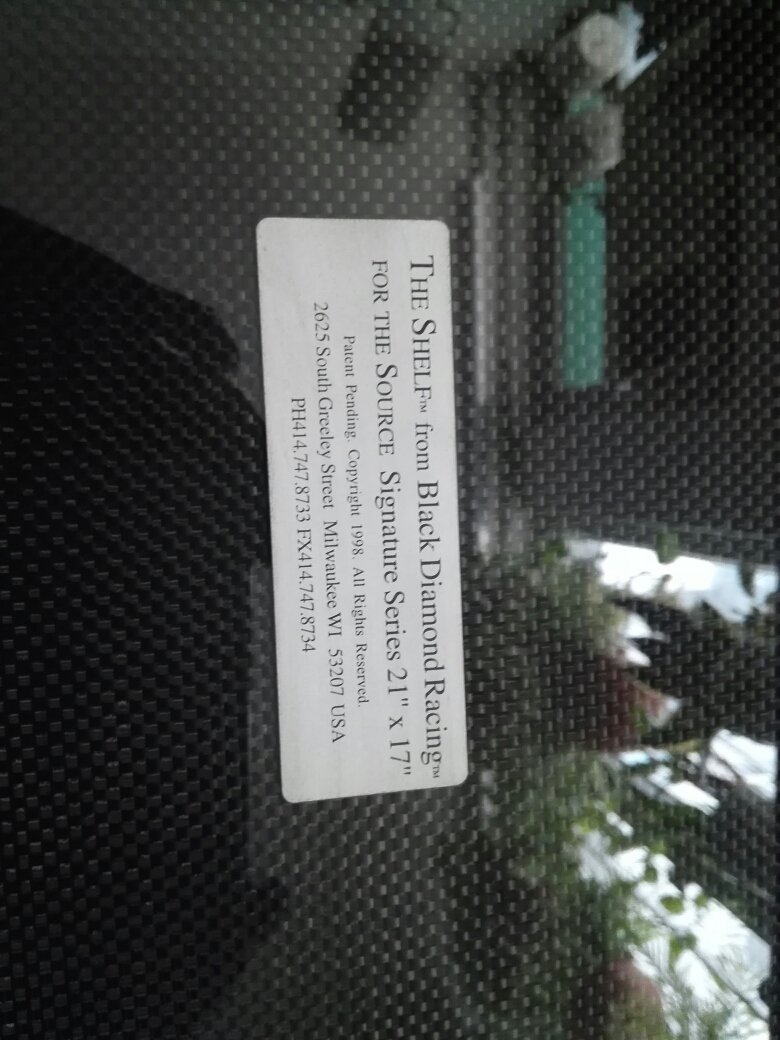 THE SHELF™ from Black Diamond Racing™
FOR THE SOURCE Signature Series 21" x 17"
Patent Pending. Copyright 1998. All Rights Reserved.
2625 South Greeley Street Milwaukee WI 53207 USA
PH414.747.8733 FX414.747.8734